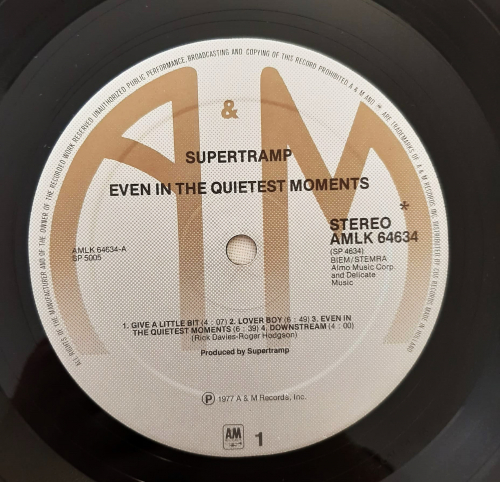 ALL RIGHTS OF THE MANUFACTURER AND OF THE OWNER OF THE RECORDED WORK RESERVED UNAUTHORIZED PUBLIC PERFORMANCE, BROADCASTING AND COPYING OF THIS RECORD PROHIBITED A & M AND ARE TRADEMARKS OF A & M RECORDS INC. DISTRIBUTED BY CBS RECORDS MADE IN HOLLAND
A & M
SUPERTRAMP
EVEN IN THE QUIETEST MOMENTS
*
STEREO
AMLK 64634
(SP 4634)
BIEM/STEMRA
Almo Music Corp.
and Delicate
Music
AMLK 64634-A
SP 5005
1. GIVE A LITTLE BIT (4 : 07) 2. LOVER BOY (6 : 49) 3. EVEN IN
THE QUIETEST MOMENTS (6 : 39) 4. DOWNSTREAM (4 : 00)
(Rick Davies-Roger Hodgson)
Produced by Supertramp
Ⓟ 1977 A & M Records, Inc.
AM
1